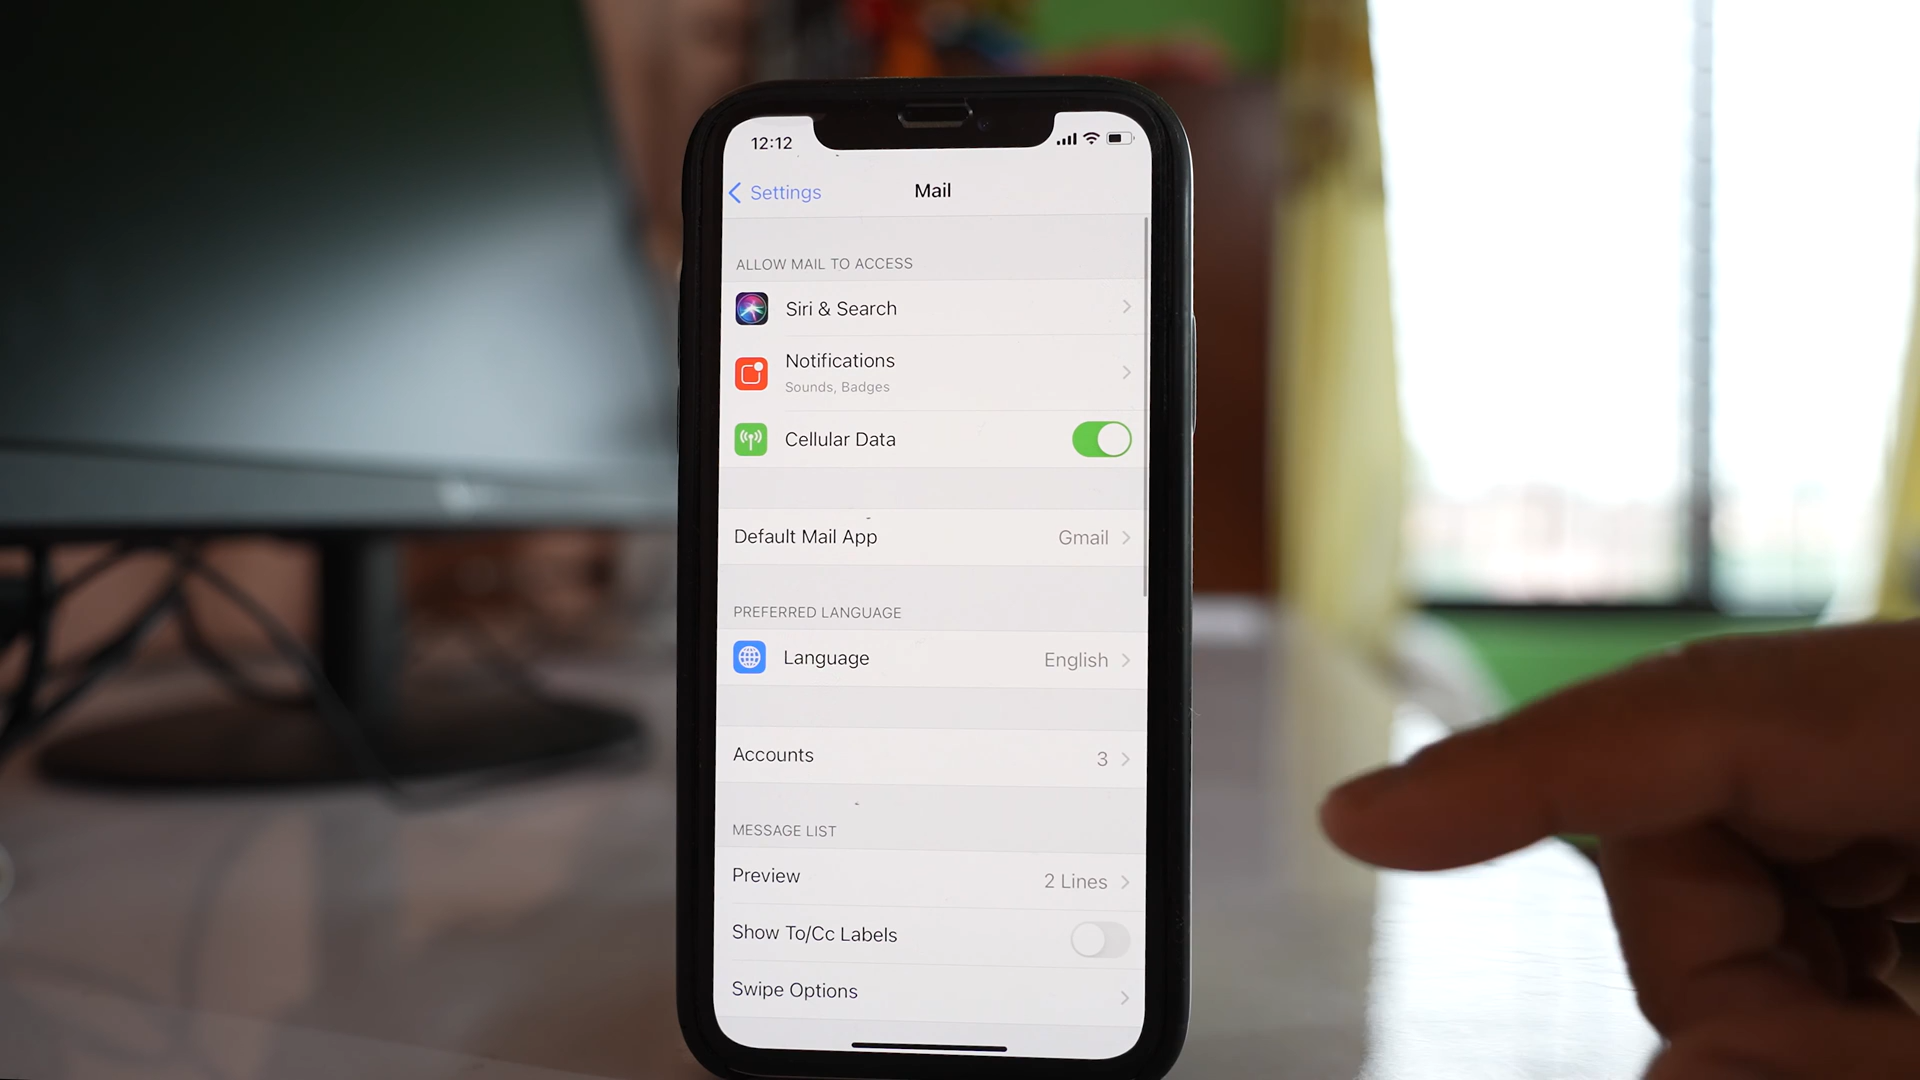 12:12
Settings
Mail
ALLOW MAIL TO ACCESS
Siri & Search
Notifications
Sounds, Badges
Cellular Data
Default Mail App
Gmail
PREFERRED LANGUAGE
Language
English
Accounts
3
MESSAGE LIST
Preview
2 Lines
Show To/Cc Labels
Swipe Options